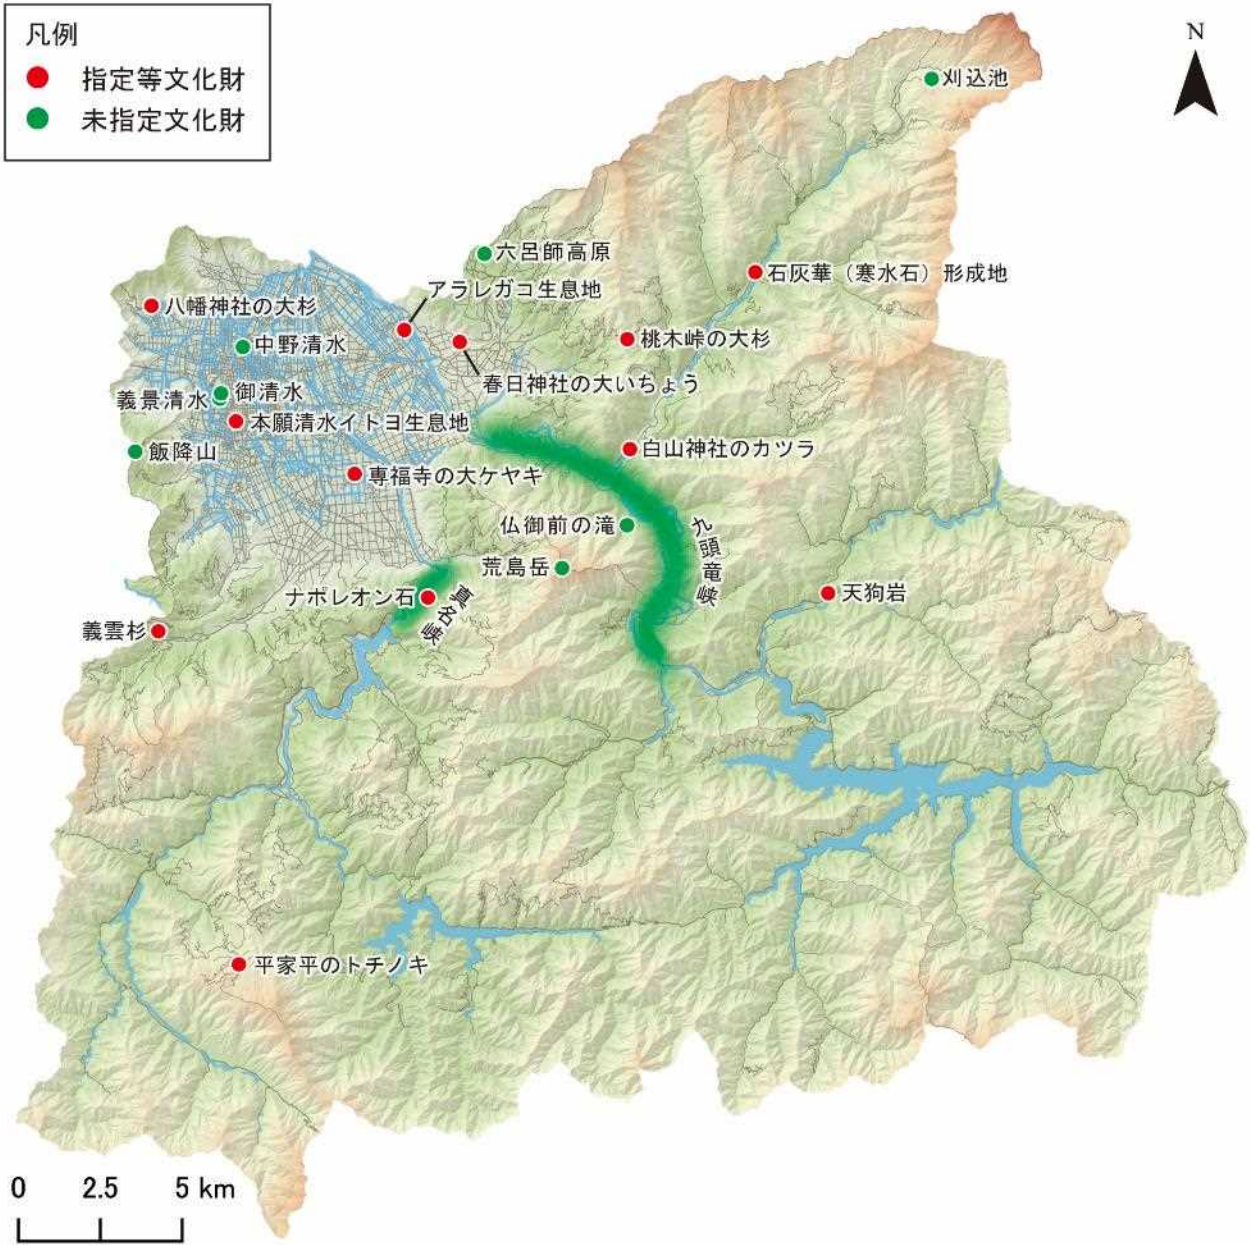 凡例
指定等文化財
未指定文化財
N
刈込池
六呂師高原
石灰華（寒水石）形成地
アラレガコ生息地
八幡神社の大杉
桃木峠の大杉
中野清水
春日神社の大いちょう
御清水
義景清水
本願清水イトヨ生息地
飯降山
白山神社のカツラ
専福寺の大ケヤキ
仏御前の滝
九頭竜峡
荒島岳
天狗岩
ナポレオン石
真名峡
義雲杉
平家平のトチノキ
0 2.5 5 km